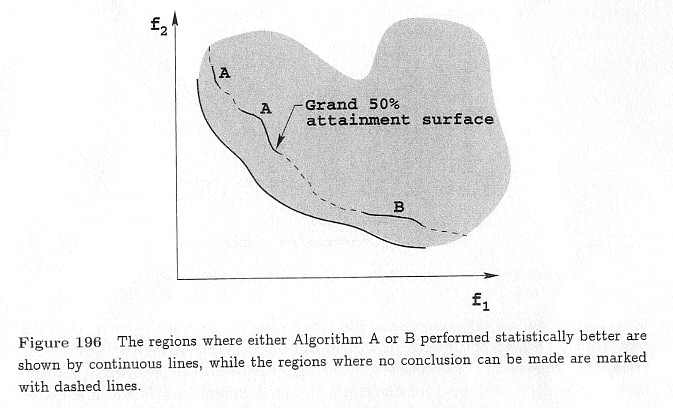 f2
A
A
Grand 50%
attainment surface
B
f1
Figure 196 The regions where either Algorithm A or B performed statistically better are
shown by continuous lines, while the regions where no conclusion can be made are marked
with dashed lines.